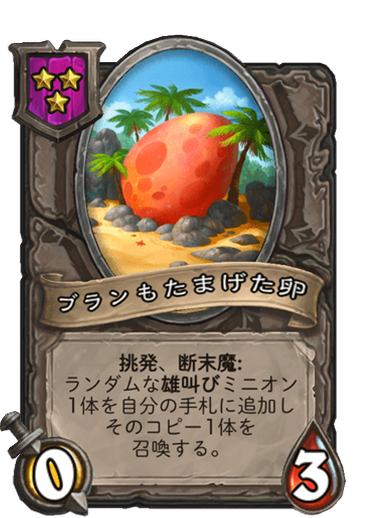 ブランもたまげた卵
挑発、断末魔:
ランダムな雄叫びミニオン
1体を自分の手札に追加し
そのコピー1体を
召喚する。
0
3